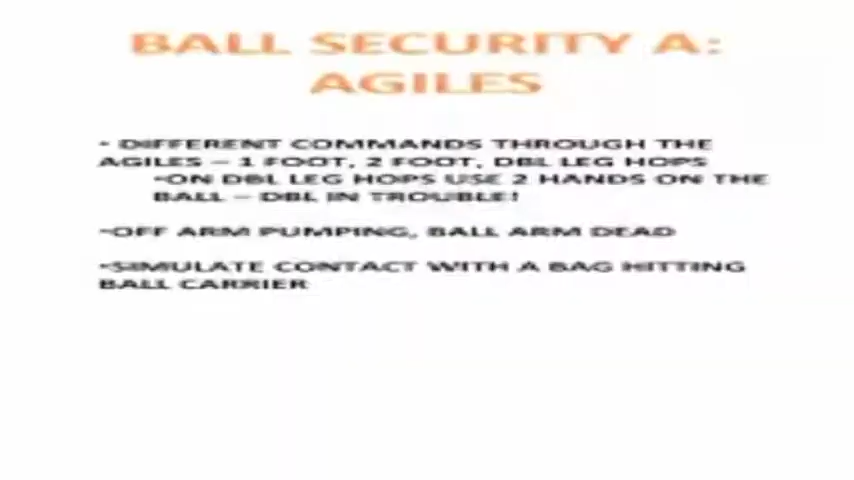 BALL SECURITY A:
AGILES
• DIFFERENT COMMANDS THROUGH THE
AGILES – 1 FOOT, 2 FOOT, DBL LEG HOPS
•ON DBL LEG HOPS USE 2 HANDS ON THE
BALL – DBL IN TROUBLE!
•OFF ARM PUMPING, BALL ARM DEAD
•SIMULATE CONTACT WITH A BAG HITTING
BALL CARRIER